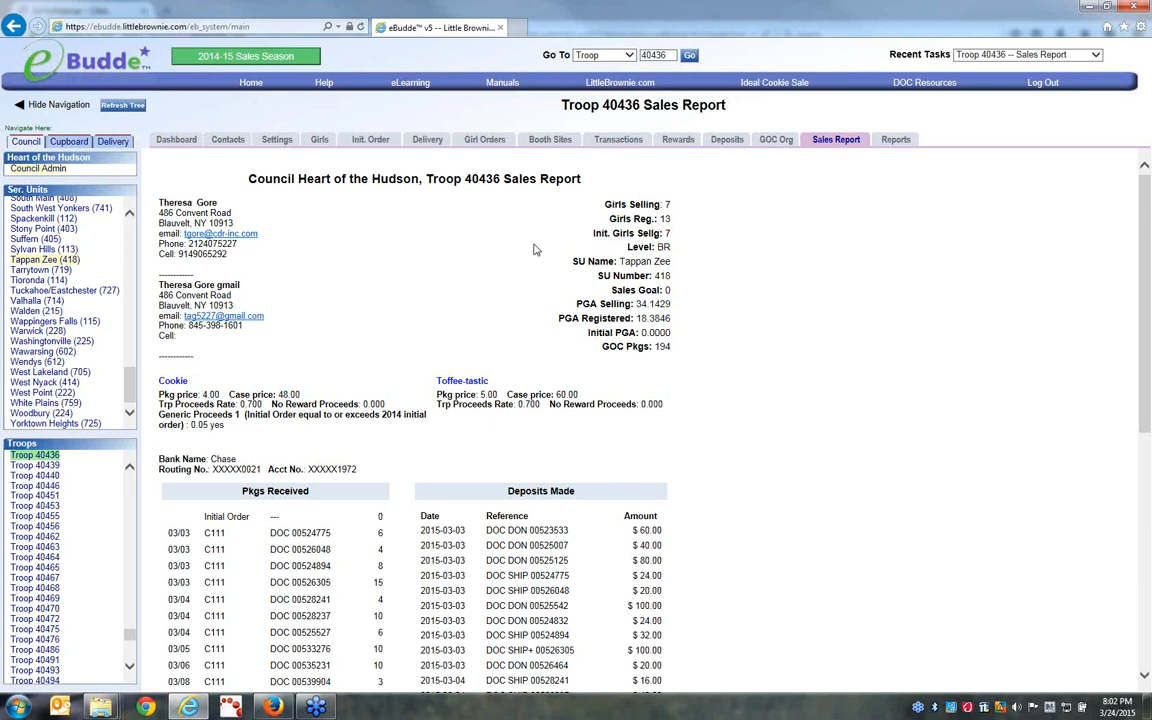 https://ebudde.littlebrownie.com/eb_system/main
eBudde™ v5 -- Little Browni...
eBudde™
2014-15 Sales Season
Go To Troop 40436 Go
Recent Tasks Troop 40436 -- Sales Report
Home Help eLearning Manuals LittleBrownie.com Ideal Cookie Sale DOC Resources Log Out
Hide Navigation Refresh Tree
Troop 40436 Sales Report
Navigate Here:
Council Cupboard Delivery
Dashboard Contacts Settings Girls Init. Order Delivery Girl Orders Booth Sites Transactions Rewards Deposits GOC Org Sales Report Reports
Heart of the Hudson
Council Admin
Ser. Units
South Main (408)
South West Yonkers (741)
Spackenkill (112)
Stony Point (403)
Suffern (405)
Sylvan Hills (113)
Tappan Zee (418)
Tarrytown (719)
Tioronda (114)
Tuckahoe/Eastchester (727)
Valhalla (714)
Walden (215)
Wappingers Falls (115)
Warwick (228)
Washingtonville (225)
Wawarsing (602)
Wendys (612)
West Lakeland (705)
West Nyack (414)
West Point (222)
White Plains (759)
Woodbury (224)
Yorktown Heights (725)
Troops
Troop 40436
Troop 40439
Troop 40440
Troop 40446
Troop 40451
Troop 40453
Troop 40455
Troop 40456
Troop 40462
Troop 40463
Troop 40464
Troop 40465
Troop 40467
Troop 40468
Troop 40469
Troop 40470
Troop 40472
Troop 40475
Troop 40476
Troop 40486
Troop 40491
Troop 40493
Troop 40494
Council Heart of the Hudson, Troop 40436 Sales Report
Theresa Gore
486 Convent Road
Blauvelt, NY 10913
email: tgore@cdr-inc.com
Phone: 2124075227
Cell: 9149065292
------------
Theresa Gore gmail
486 Convent Road
Blauvelt, NY 10913
email: tag5227@gmail.com
Phone: 845-398-1601
Cell:
------------
Girls Selling: 7
Girls Reg.: 13
Init. Girls Sellg: 7
Level: BR
SU Name: Tappan Zee
SU Number: 418
Sales Goal: 0
PGA Selling: 34.1429
PGA Registered: 18.3846
Initial PGA: 0.0000
GOC Pkgs: 194
Cookie
Pkg price: 4.00 Case price: 48.00
Trp Proceeds Rate: 0.700 No Reward Proceeds: 0.000
Generic Proceeds 1 (Initial Order equal to or exceeds 2014 initial
order) : 0.05 yes
Toffee-tastic
Pkg price: 5.00 Case price: 60.00
Trp Proceeds Rate: 0.700 No Reward Proceeds: 0.000
Bank Name: Chase
Routing No.: XXXXX0021 Acct No.: XXXXX1972
Pkgs Received
Initial Order --- 0
03/03 C111 DOC 00524775 6
03/03 C111 DOC 00526048 4
03/03 C111 DOC 00524894 8
03/03 C111 DOC 00526305 15
03/04 C111 DOC 00528241 4
03/04 C111 DOC 00528237 10
03/04 C111 DOC 00525527 6
03/05 C111 DOC 00533276 10
03/06 C111 DOC 00535231 10
03/08 C111 DOC 00539904 3
Deposits Made
Date Reference Amount
2015-03-03 DOC DON 00523533 $ 60.00
2015-03-03 DOC DON 00525007 $ 40.00
2015-03-03 DOC DON 00525125 $ 80.00
2015-03-03 DOC SHIP 00524775 $ 24.00
2015-03-03 DOC SHIP 00526048 $ 20.00
2015-03-03 DOC DON 00525542 $ 100.00
2015-03-03 DOC DON 00524832 $ 24.00
2015-03-03 DOC SHIP 00524894 $ 32.00
2015-03-03 DOC SHIP+ 00526305 $ 100.00
2015-03-03 DOC DON 00526464 $ 20.00
2015-03-04 DOC SHIP 00528241 $ 16.00
8:02 PM
3/24/2015